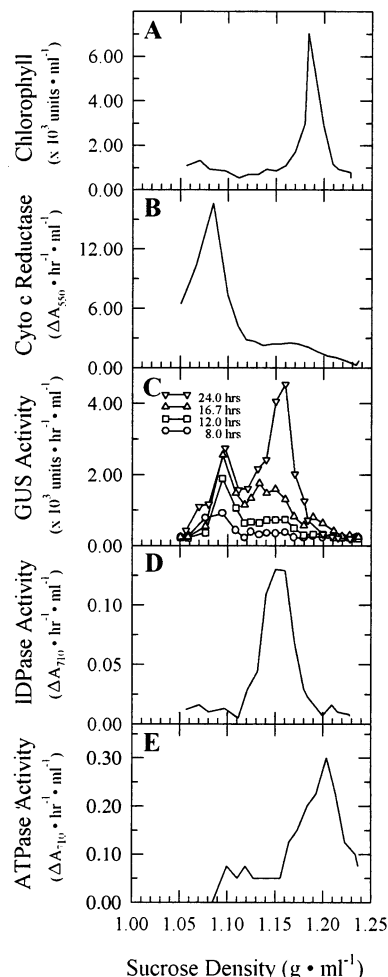 A
Chlorophyll
(x 10³ units • ml⁻¹)
6.00
4.00
2.00
0.00
B
Cyto c Reductase
(ΔA₅₅₀ • hr⁻¹ • ml⁻¹)
12.00
6.00
0.00
C
GUS Activity
(x 10³ units • hr⁻¹ • ml⁻¹)
24.0 hrs
16.7 hrs
12.0 hrs
8.0 hrs
4.00
2.00
0.00
D
IDPase Activity
(ΔA₇₁₀ • hr⁻¹ • ml⁻¹)
0.10
0.05
0.00
E
ATPase Activity
(ΔA₇₁₀ • hr⁻¹ • ml⁻¹)
0.30
0.20
0.10
0.00
1.00 1.05 1.10 1.15 1.20 1.25
Sucrose Density (g • ml⁻¹)